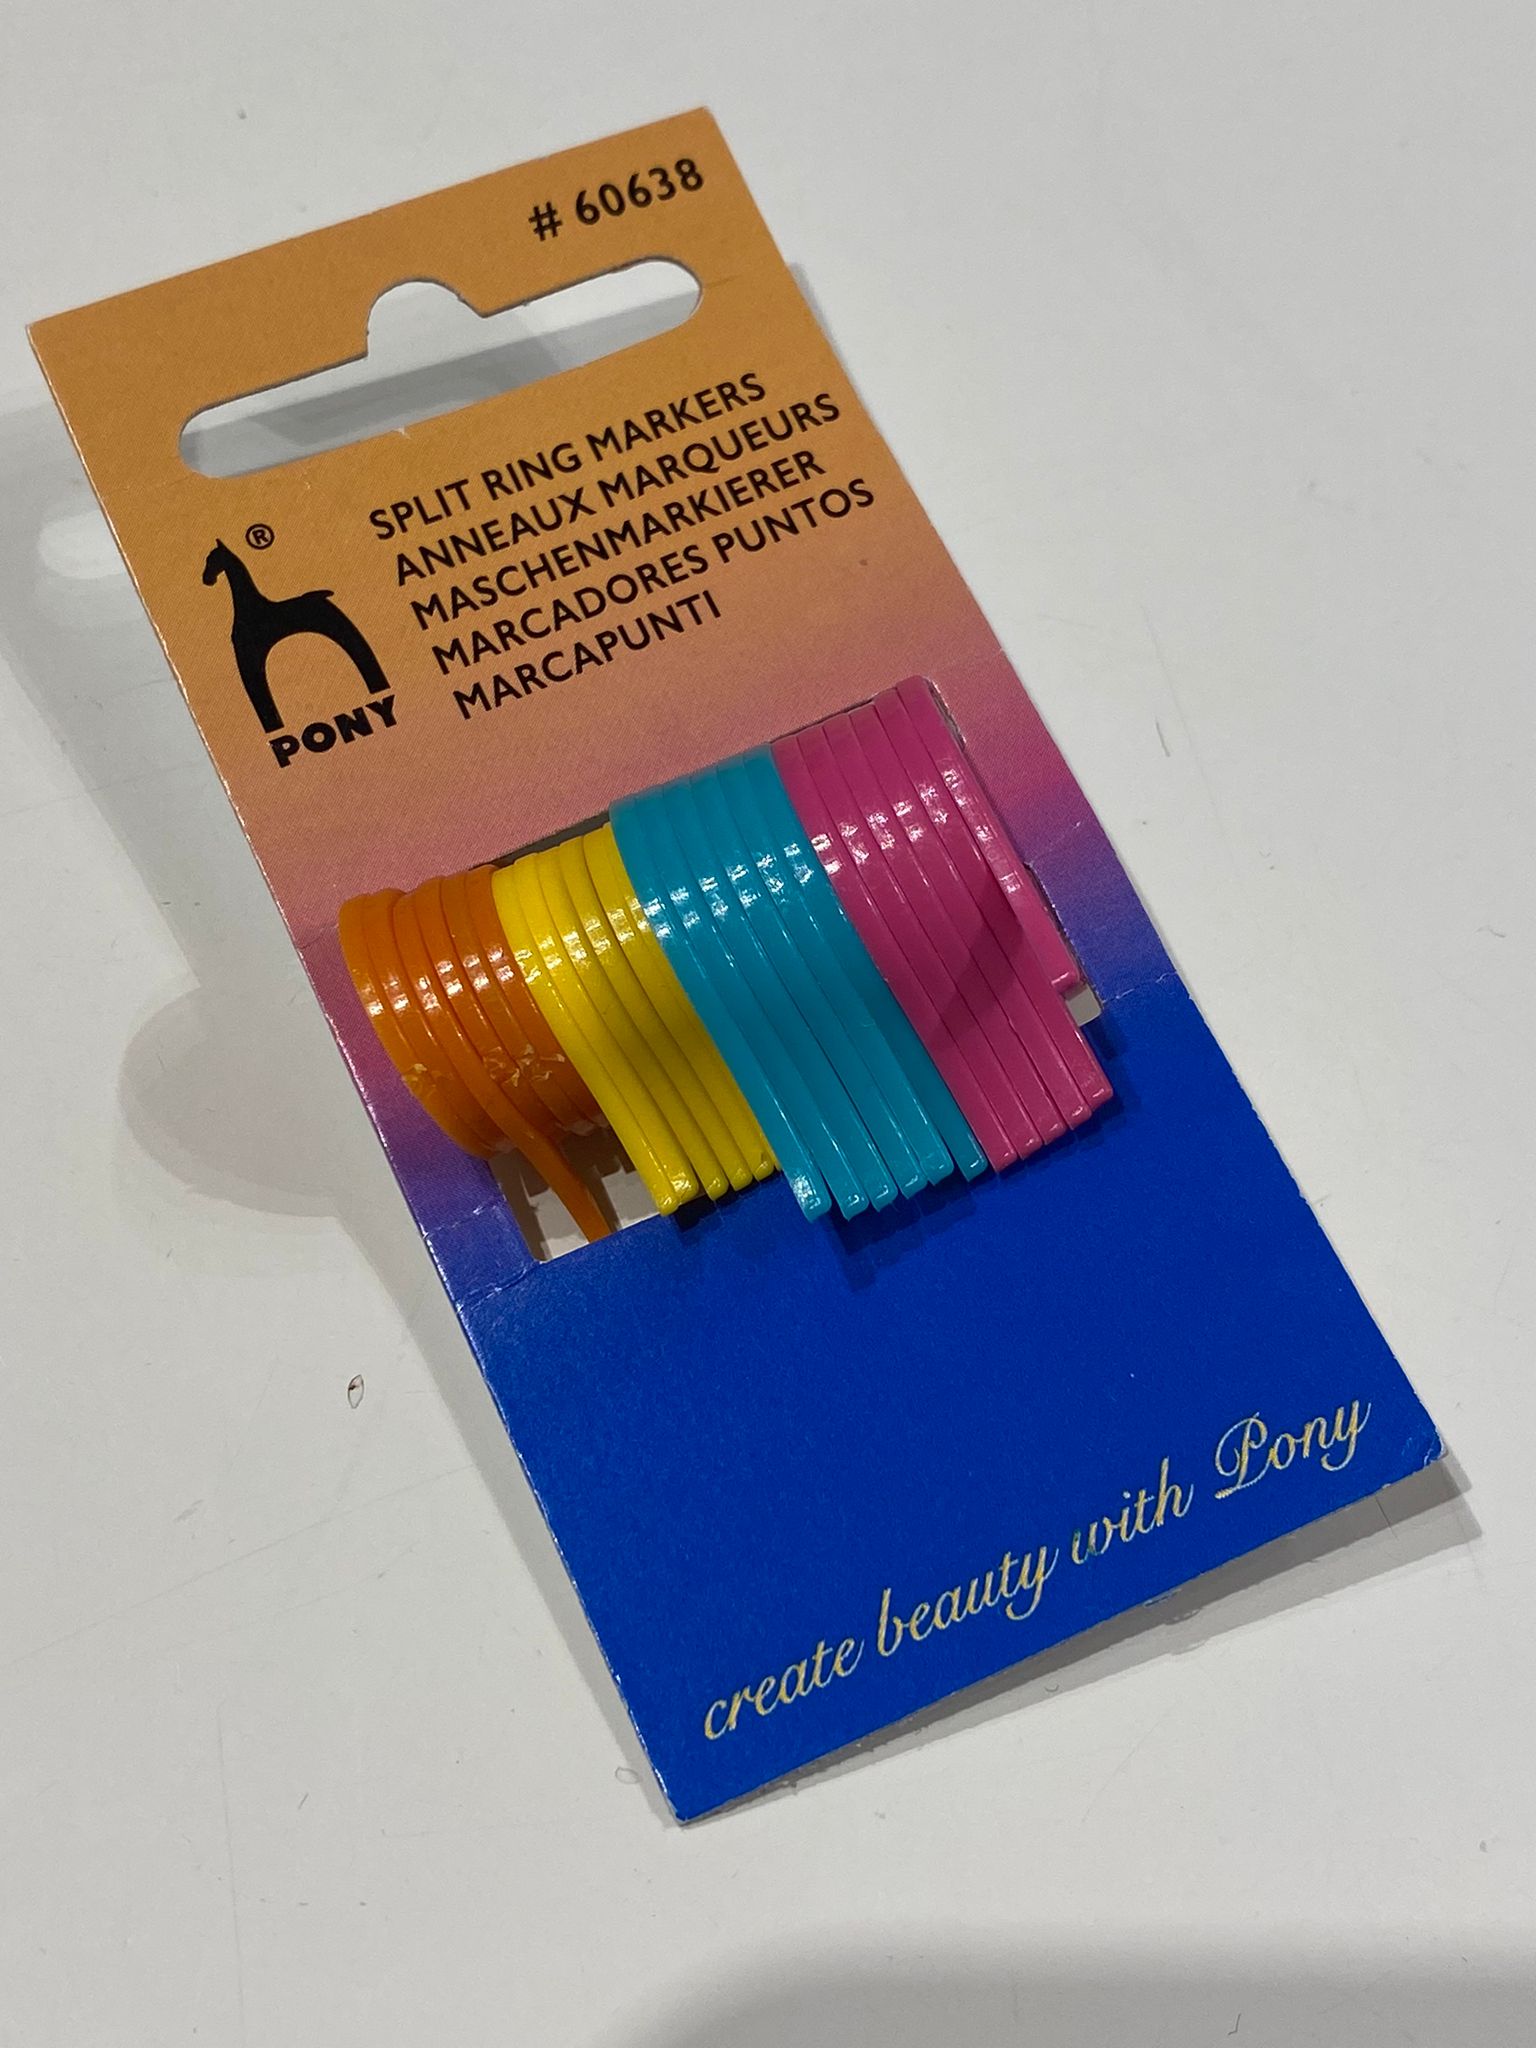 # 60638
SPLIT RING MARKERS
ANNEAUX MARQUEURS
MASCHENMARKIERER
MARCADORES PUNTOS
MARCAPUNTI
®
PONY
create beauty with Pony